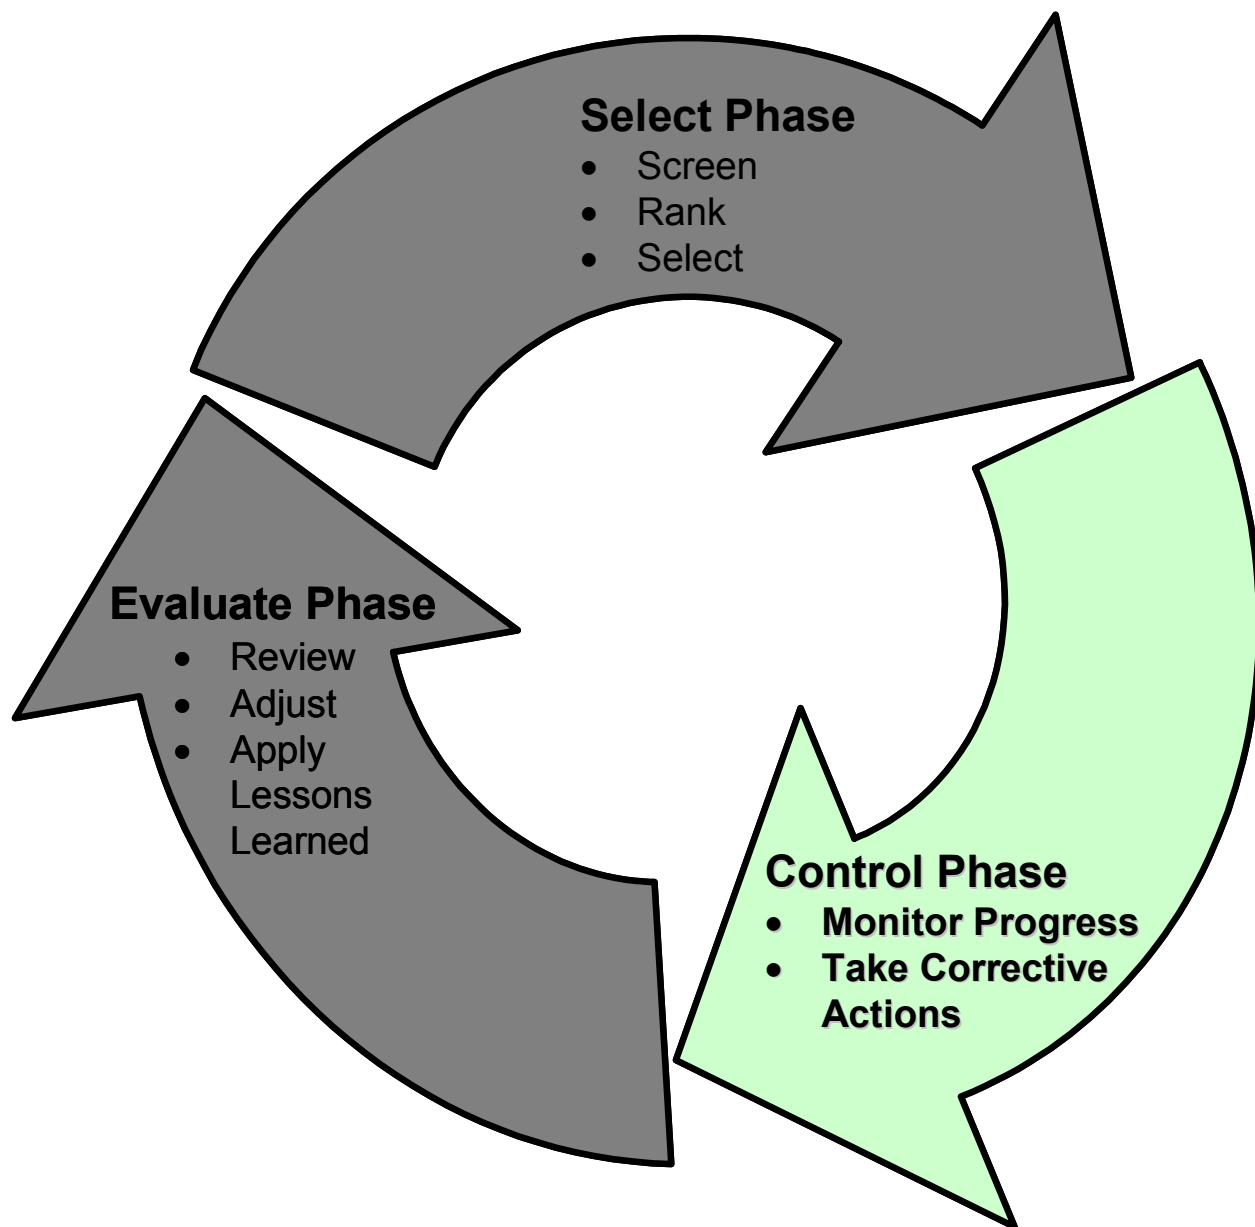 Select Phase
• Screen
• Rank
• Select
Evaluate Phase
• Review
• Adjust
• Apply
Lessons
Learned
Control Phase
• Monitor Progress
• Take Corrective
Actions